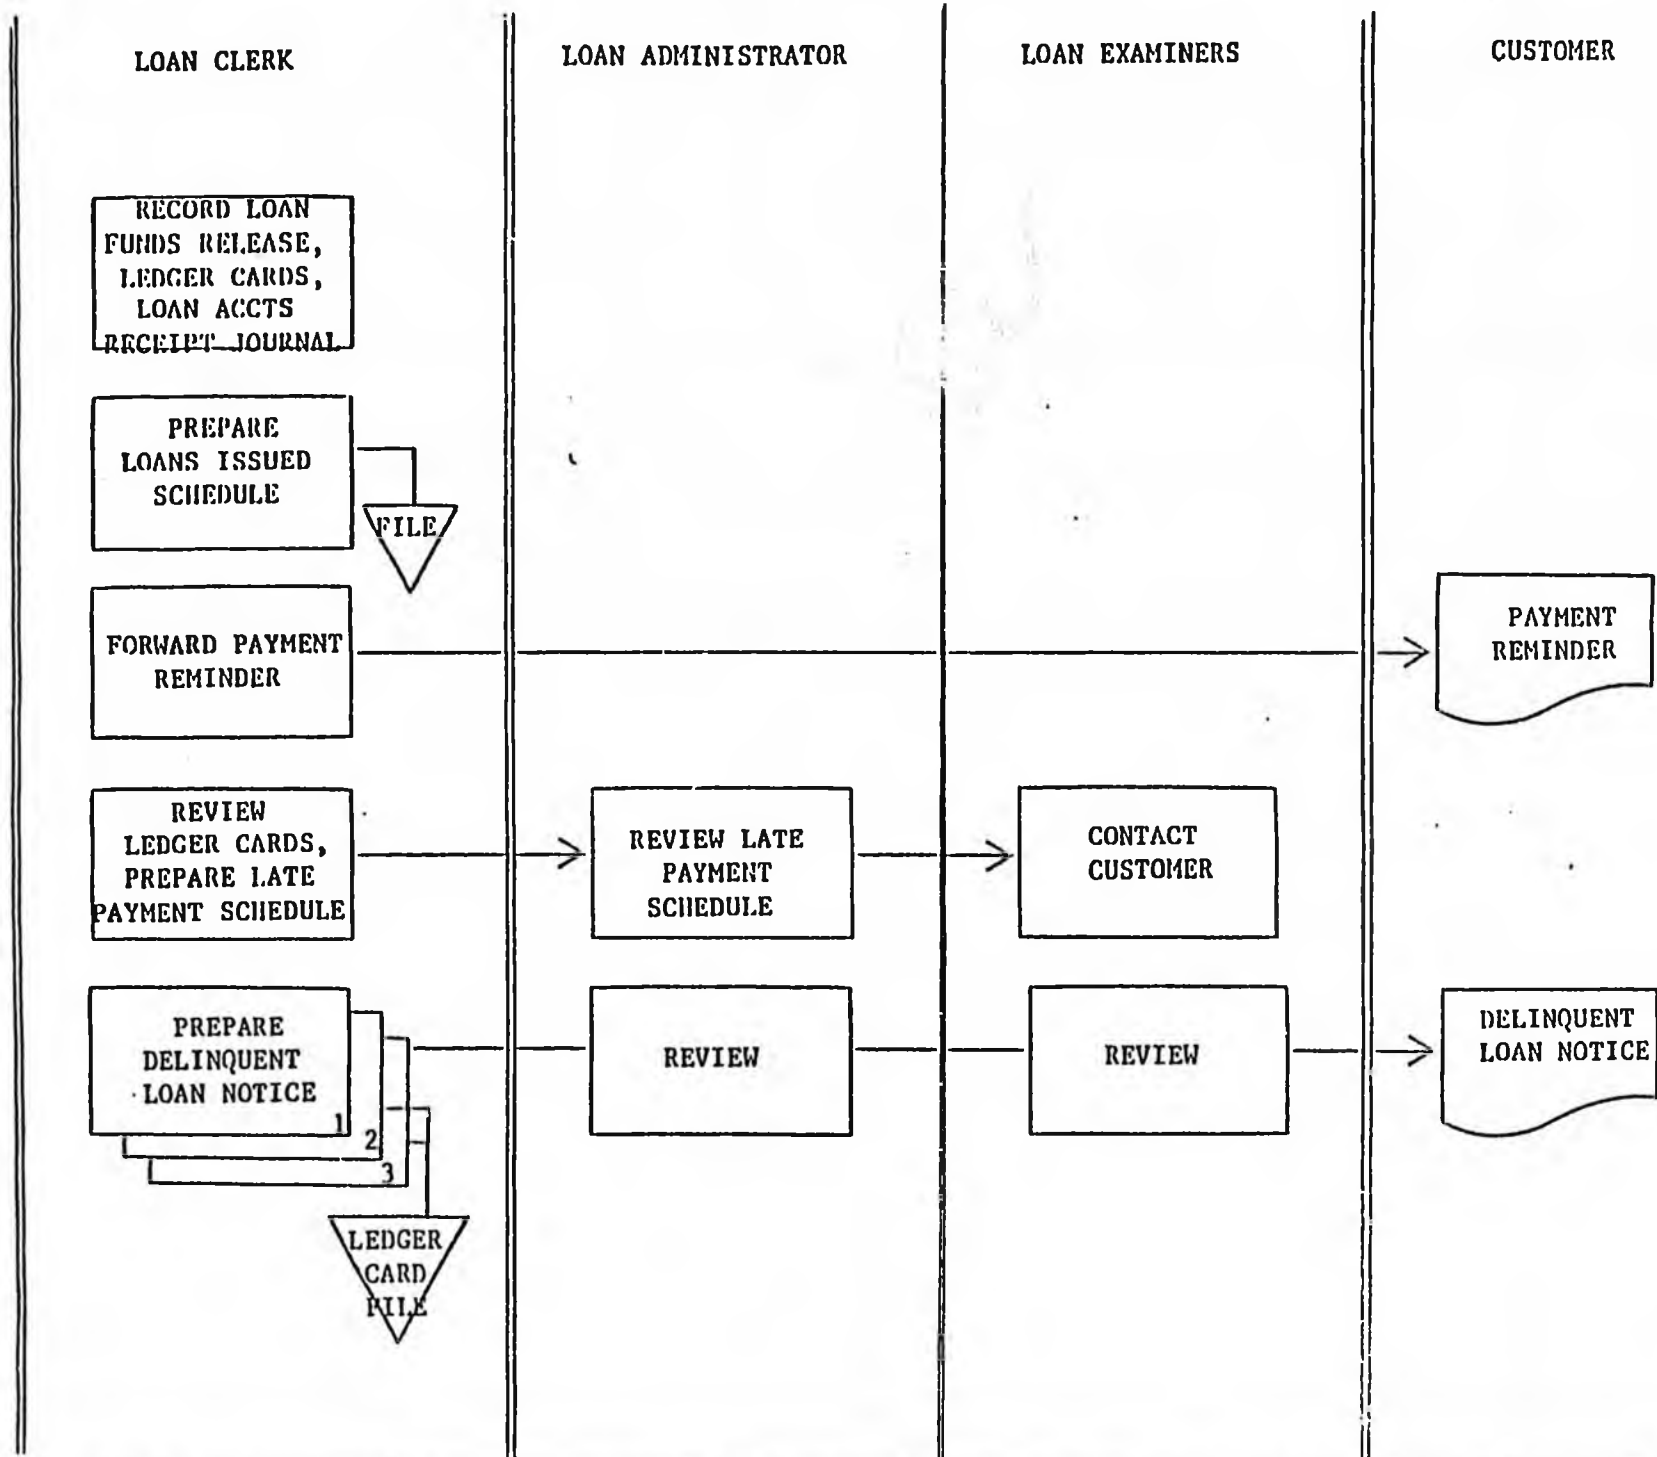 LOAN CLERK
LOAN ADMINISTRATOR
LOAN EXAMINERS
CUSTOMER
RECORD LOAN
FUNDS RELEASE,
LEDGER CARDS,
LOAN ACCTS
RECEIPT JOURNAL
PREPARE
LOANS ISSUED
SCHEDULE
FILE
FORWARD PAYMENT
REMINDER
PAYMENT
REMINDER
REVIEW
LEDGER CARDS,
PREPARE LATE
PAYMENT SCHEDULE
REVIEW LATE
PAYMENT
SCHEDULE
CONTACT
CUSTOMER
PREPARE
DELINQUENT
LOAN NOTICE
1
2
3
REVIEW
REVIEW
DELINQUENT
LOAN NOTICE
LEDGER
CARD
FILE